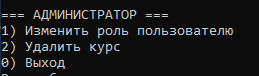 === АДМИНИСТРАТОР ===
1) Изменить роль пользователю
2) Удалить курс
0) Выход